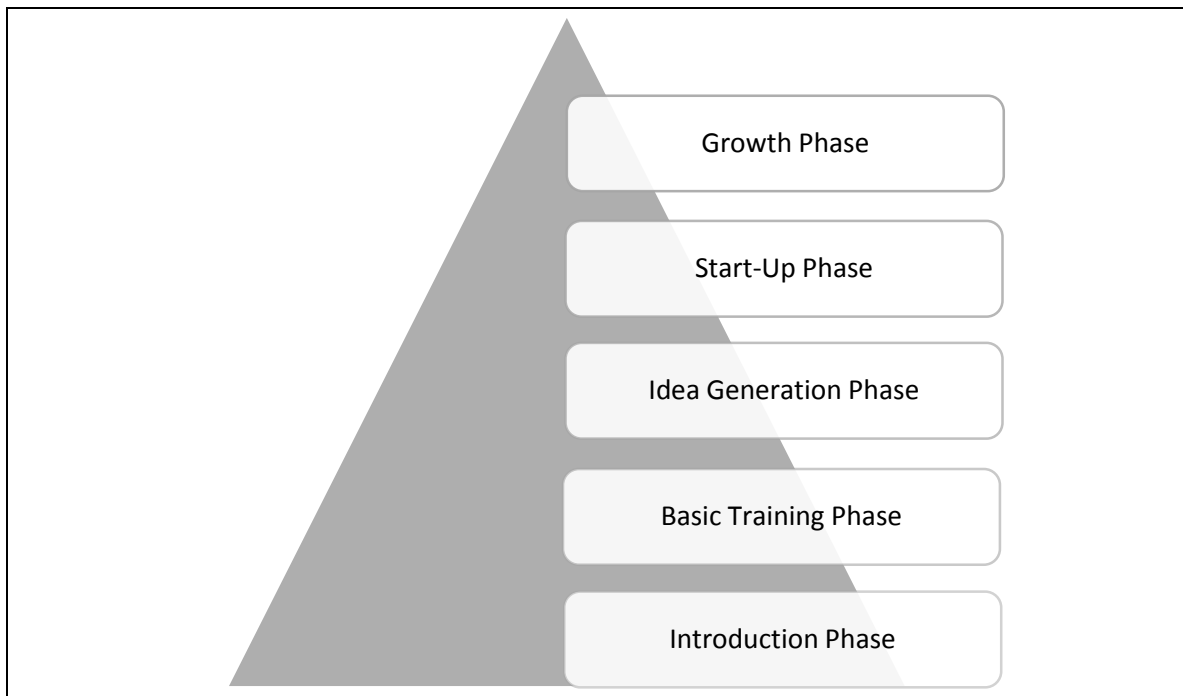 Growth Phase
Start-Up Phase
Idea Generation Phase
Basic Training Phase
Introduction Phase